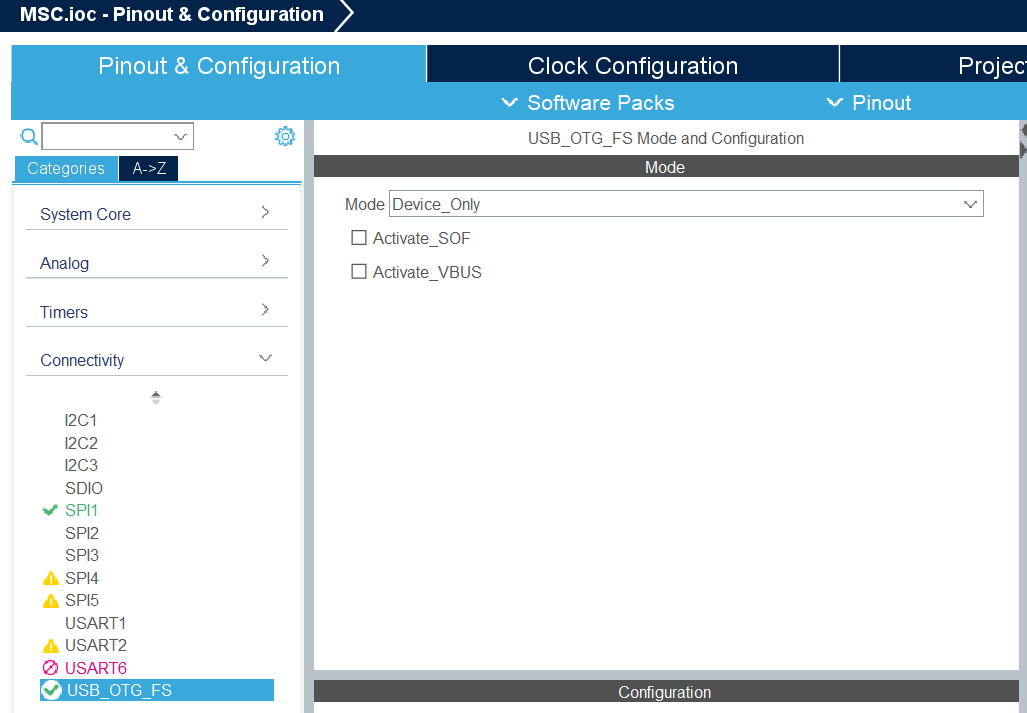 MSC.ioc - Pinout & Configuration
Pinout & Configuration
Clock Configuration
Projec
Software Packs
Pinout
Categories
A->Z
System Core
Analog
Timers
Connectivity
I2C1
I2C2
I2C3
SDIO
SPI1
SPI2
SPI3
SPI4
SPI5
USART1
USART2
USART6
USB_OTG_FS
USB_OTG_FS Mode and Configuration
Mode
Mode Device_Only
Activate_SOF
Activate_VBUS
Configuration